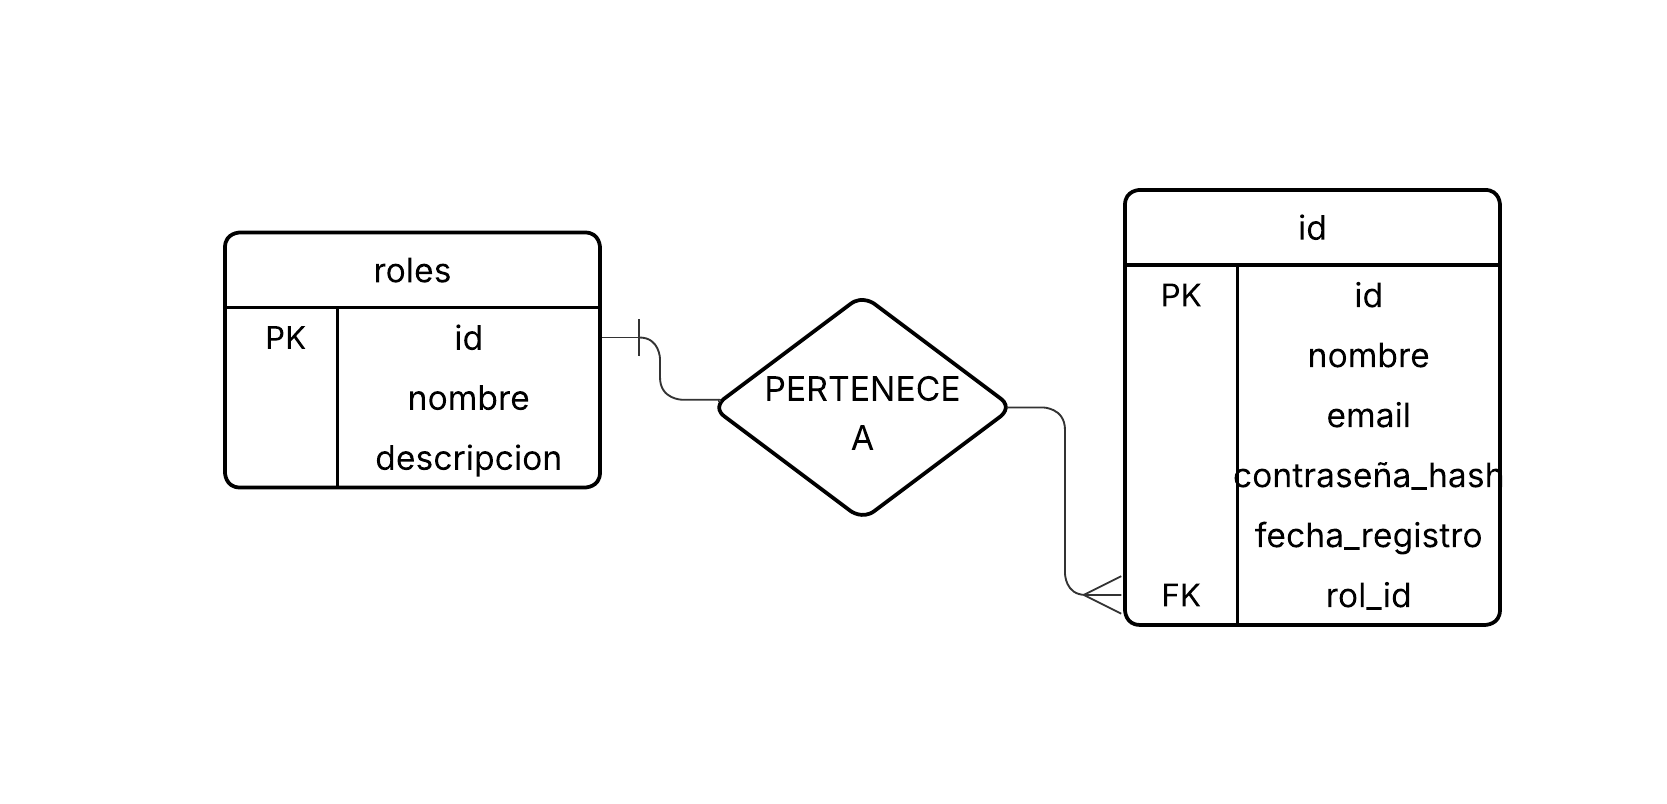 roles
PK id
nombre
descripcion
PERTENECE
A
id
PK id
nombre
email
contraseña_hash
fecha_registro
FK rol_id